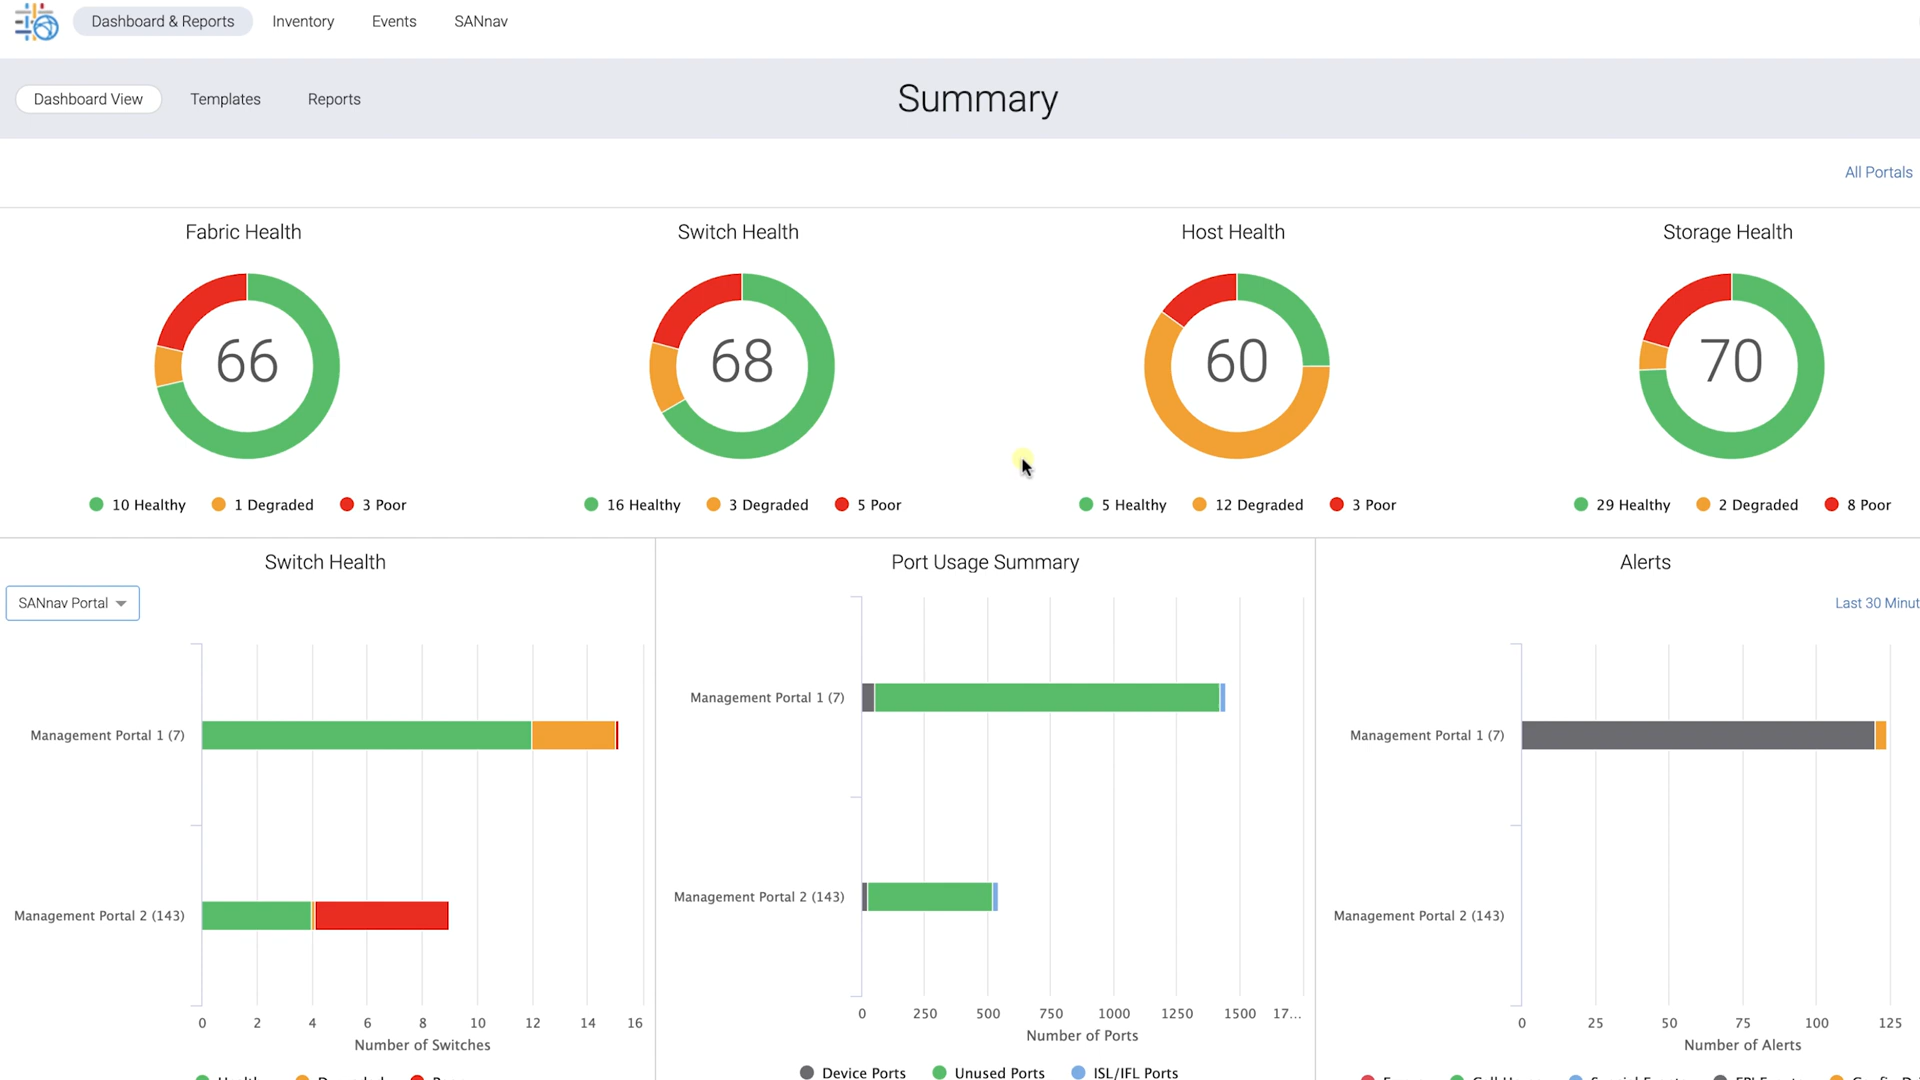 Dashboard & Reports Inventory Events SANnav
Dashboard View Templates Reports Summary
All Portals
Fabric Health Switch Health Host Health Storage Health
66 68 60 70
10 Healthy 1 Degraded 3 Poor 16 Healthy 3 Degraded 5 Poor 5 Healthy 12 Degraded 3 Poor 29 Healthy 2 Degraded 8 Poor
Switch Health
SANnav Portal
Management Portal 1 (7)
Management Portal 2 (143)
0 2 4 6 8 10 12 14 16
Number of Switches
Port Usage Summary
Management Portal 1 (7)
Management Portal 2 (143)
0 250 500 750 1000 1250 1500 17...
Number of Ports
Device Ports Unused Ports ISL/IFL Ports
Alerts
Last 30 Minut
Management Portal 1 (7)
Management Portal 2 (143)
0 25 50 75 100 125
Number of Alerts